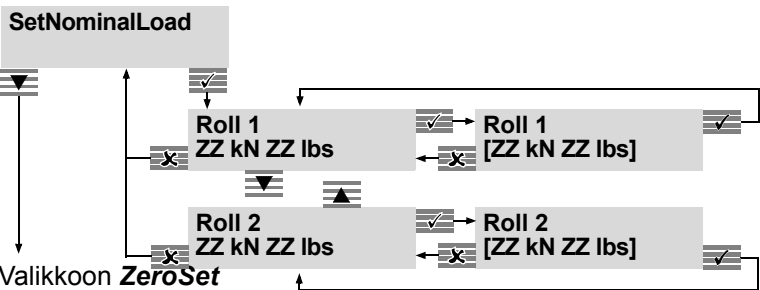 SetNominalLoad
Roll 1
ZZ kN ZZ lbs
Roll 1
[ZZ kN ZZ lbs]
Roll 2
ZZ kN ZZ lbs
Roll 2
[ZZ kN ZZ lbs]
Valikkoon ZeroSet